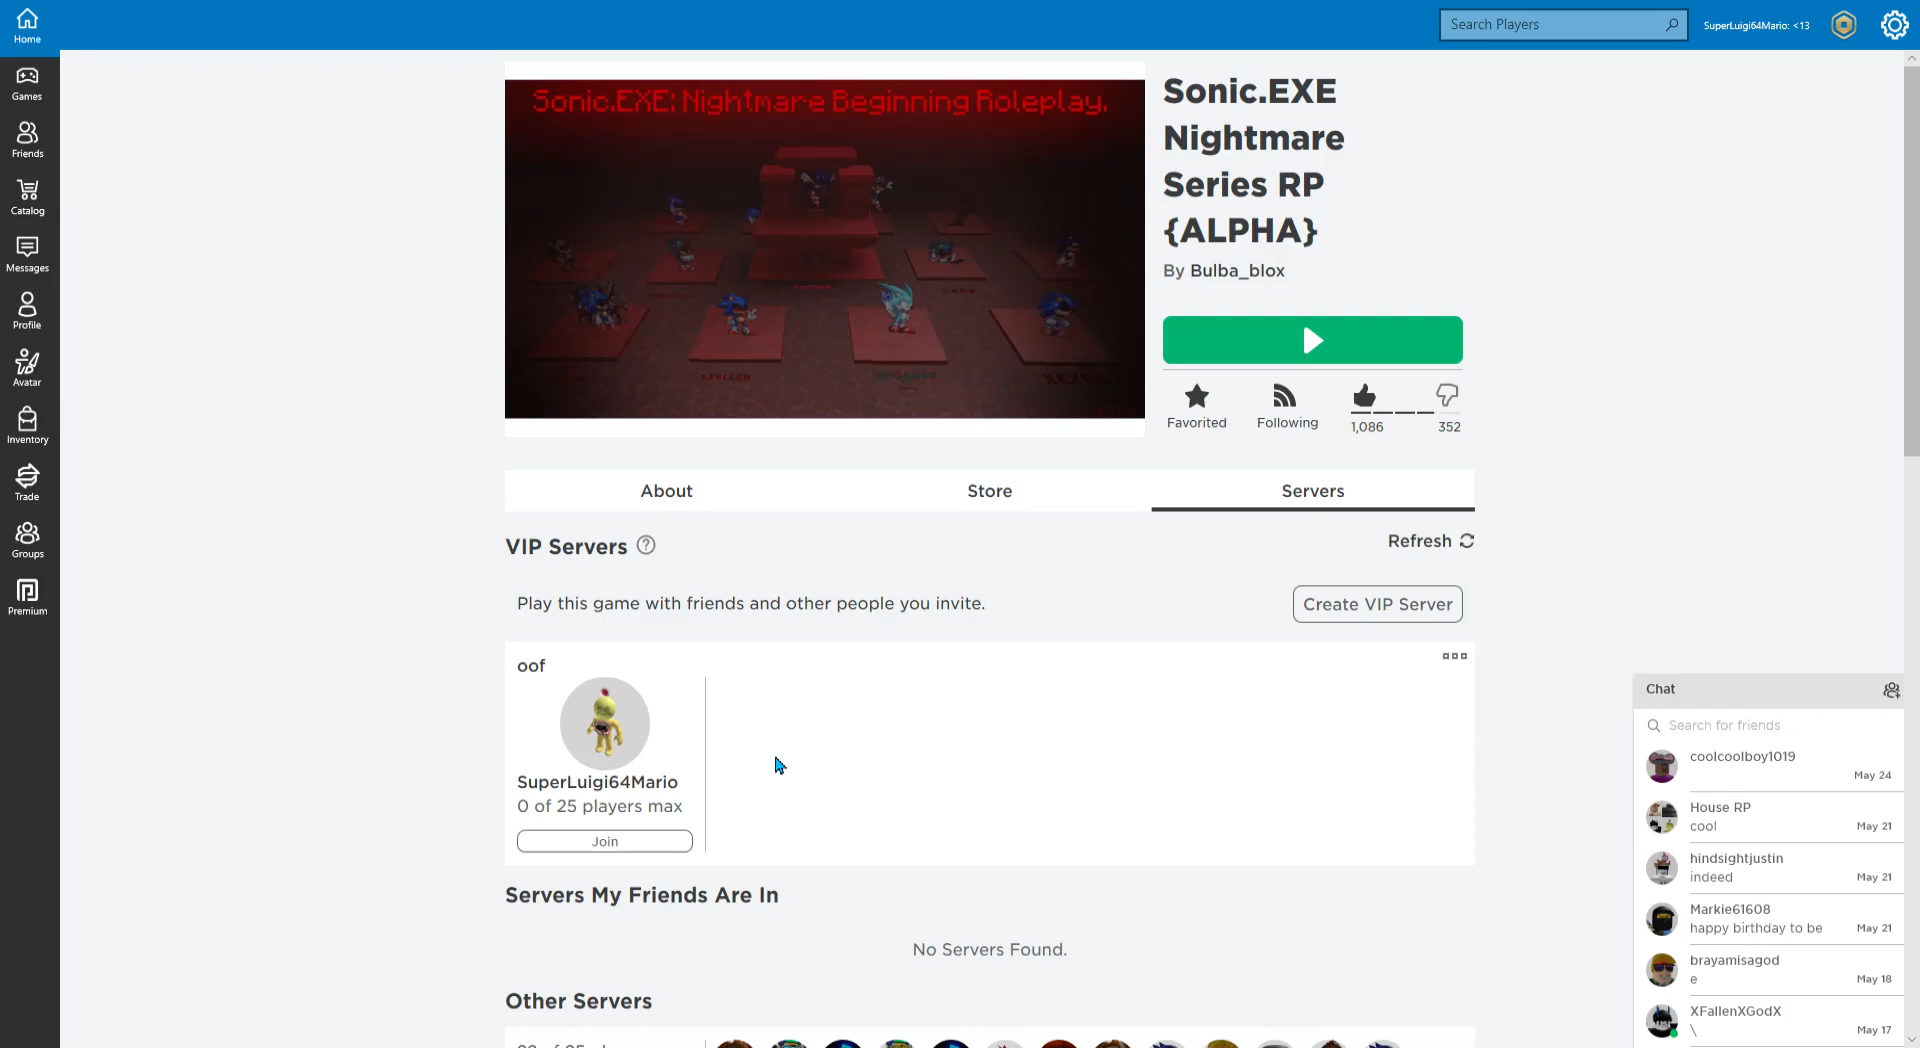 Home
Search Players
SuperLuigi64Mario: <13
Games
Friends
Catalog
Messages
Profile
Avatar
Inventory
Trade
Groups
Premium
Sonic.EXE: Nightmare Beginning Roleplay.
Sonic.EXE
Nightmare
Series RP
{ALPHA}
By Bulba_blox
Favorited
Following
1,086
352
About
Store
Servers
VIP Servers
Refresh
Play this game with friends and other people you invite.
Create VIP Server
oof
SuperLuigi64Mario
0 of 25 players max
Join
Servers My Friends Are In
No Servers Found.
Other Servers
Chat
Search for friends
coolcoolboy1019
May 24
House RP
cool
May 21
hindsightjustin
indeed
May 21
Markie61608
happy birthday to be
May 21
brayamisagod
e
May 18
XFallenXGodX
\
May 17